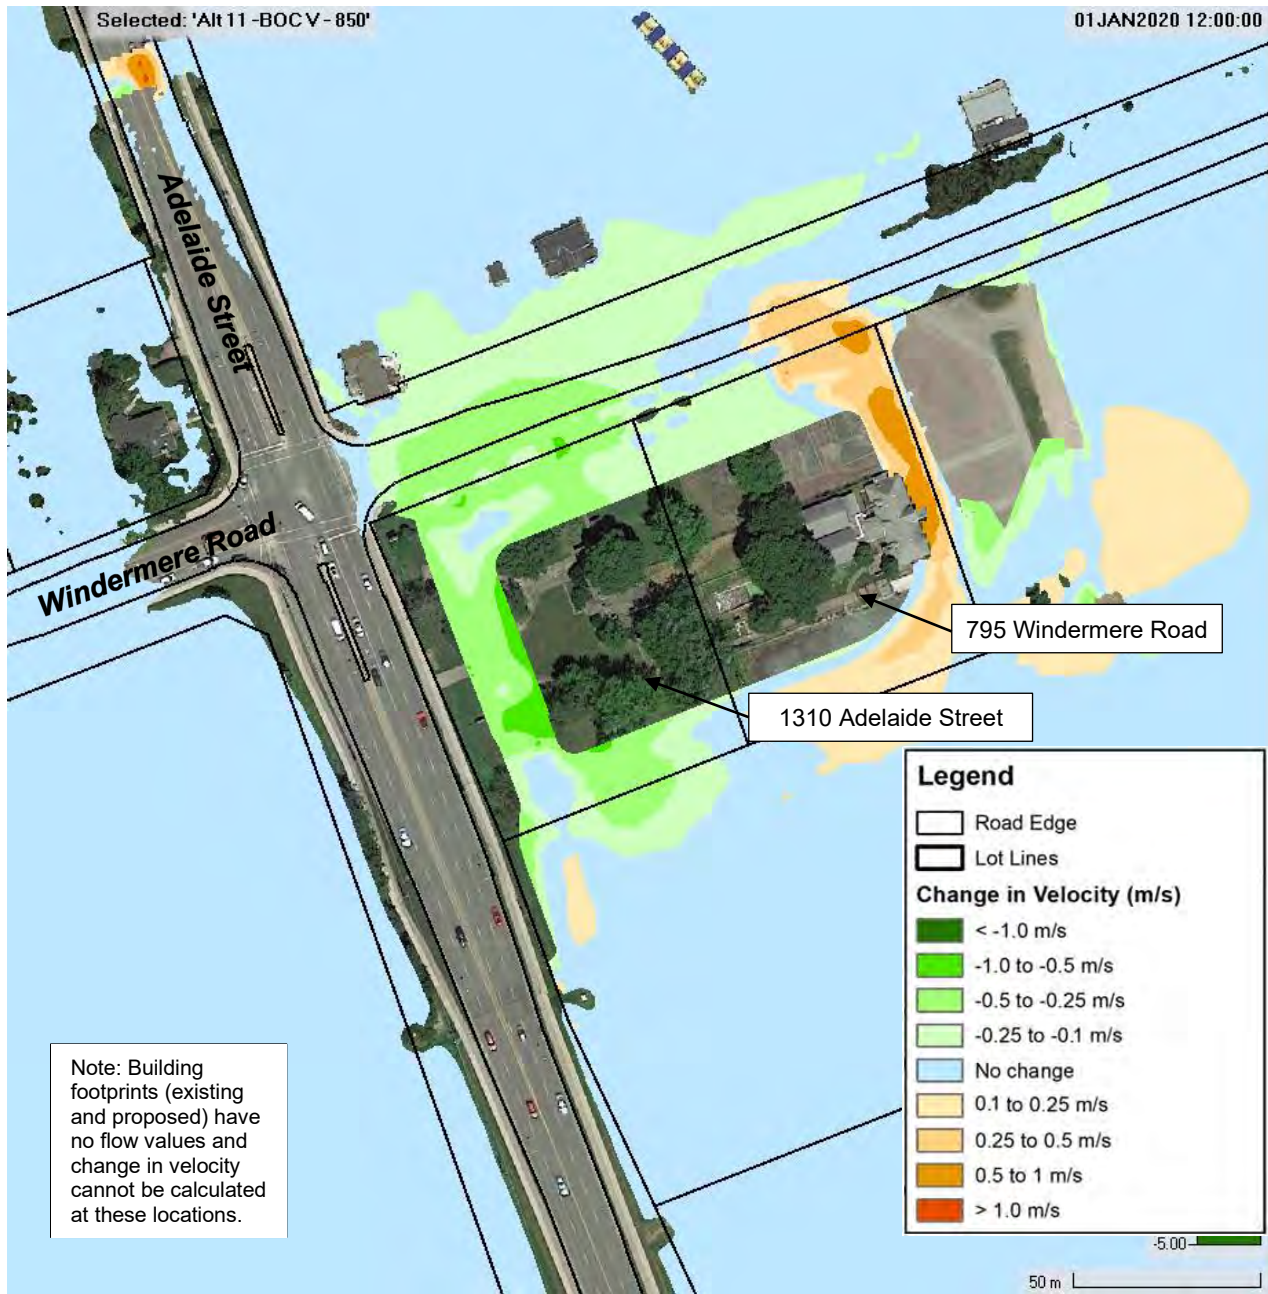 Selected: 'Alt 11 -BOC V - 850'
01JAN2020 12:00:00
Adelaide Street
Windermere Road
795 Windermere Road
1310 Adelaide Street
Legend
Road Edge
Lot Lines
Change in Velocity (m/s)
< -1.0 m/s
-1.0 to -0.5 m/s
-0.5 to -0.25 m/s
-0.25 to -0.1 m/s
No change
0.1 to 0.25 m/s
0.25 to 0.5 m/s
0.5 to 1 m/s
> 1.0 m/s
Note: Building
footprints (existing
and proposed) have
no flow values and
change in velocity
cannot be calculated
at these locations.
-5.00
50 m